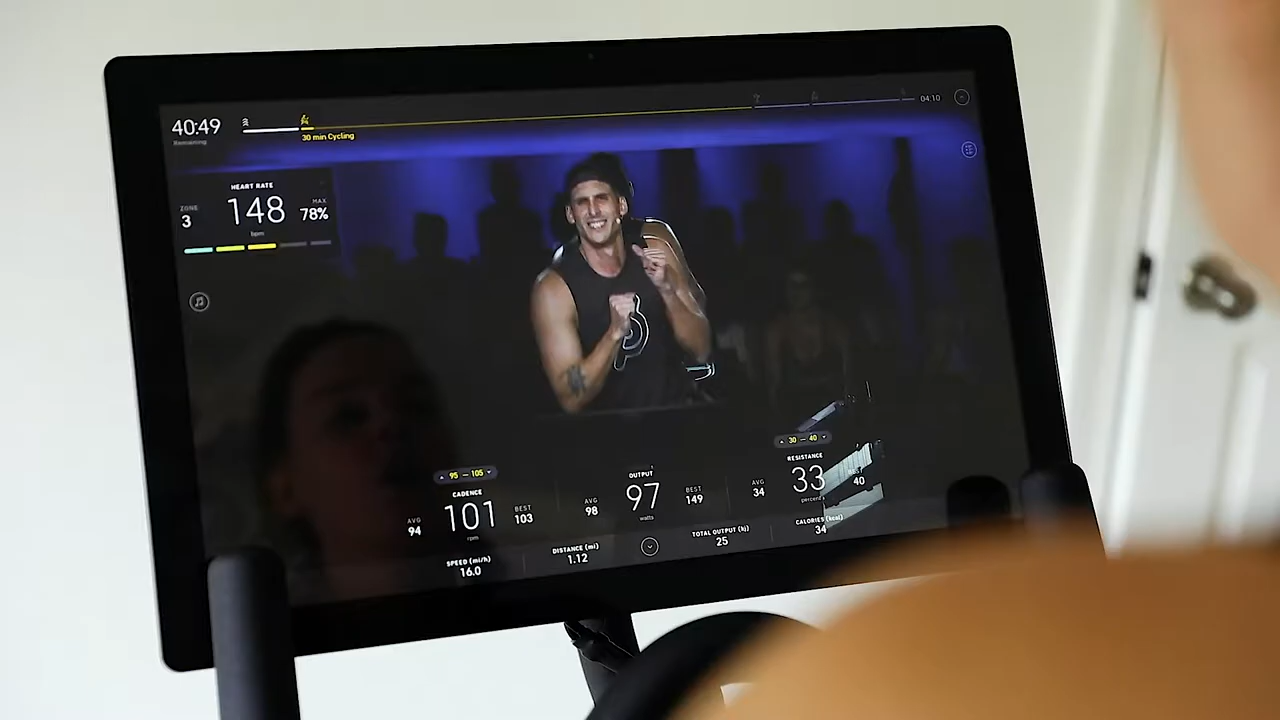 40:49
Remaining
04:10
30 min Cycling
HEART RATE
ZONE
3
148
bpm
MAX
78%
95 — 105
CADENCE
AVG
94
101
rpm
BEST
103
OUTPUT
AVG
98
97
watts
BEST
149
30 — 40
RESISTANCE
AVG
34
33
percent
BEST
40
SPEED (mi/h)
16.0
DISTANCE (mi)
1.12
TOTAL OUTPUT (kj)
25
CALORIES (kcal)
34